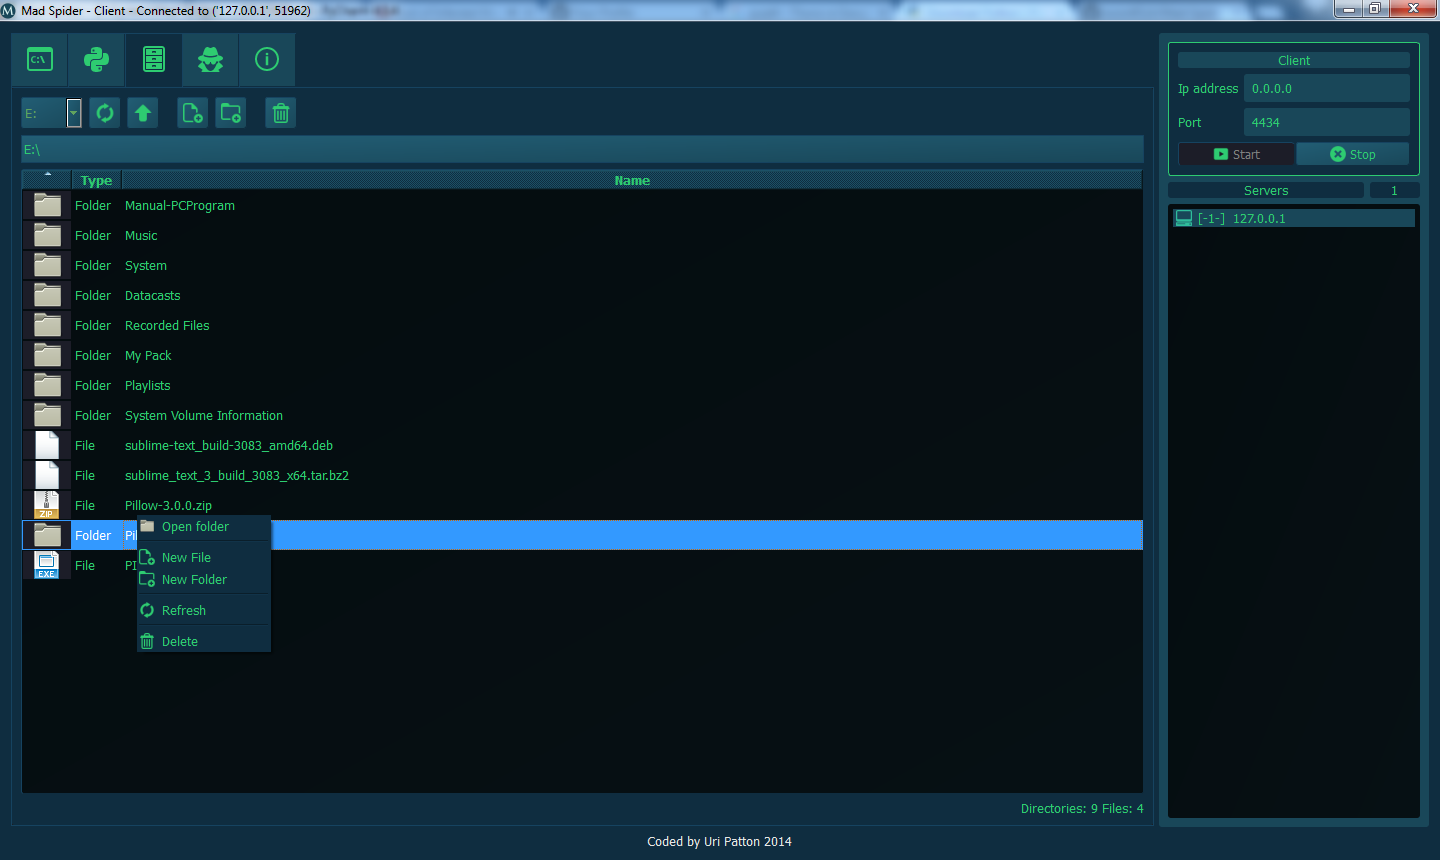 Mad Spider - Client - Connected to ('127.0.0.1', 51962)
C:\
E:
E:\
Type Name
Folder Manual-PCProgram
Folder Music
Folder System
Folder Datacasts
Folder Recorded Files
Folder My Pack
Folder Playlists
Folder System Volume Information
File sublime-text_build-3083_amd64.deb
File sublime_text_3_build_3083_x64.tar.bz2
ZIP File Pillow-3.0.0.zip
Folder
EXE File
Open folder
New File
New Folder
Refresh
Delete
Directories: 9 Files: 4
Client
Ip address 0.0.0.0
Port 4434
Start Stop
Servers 1
[-1-] 127.0.0.1
Coded by Uri Patton 2014